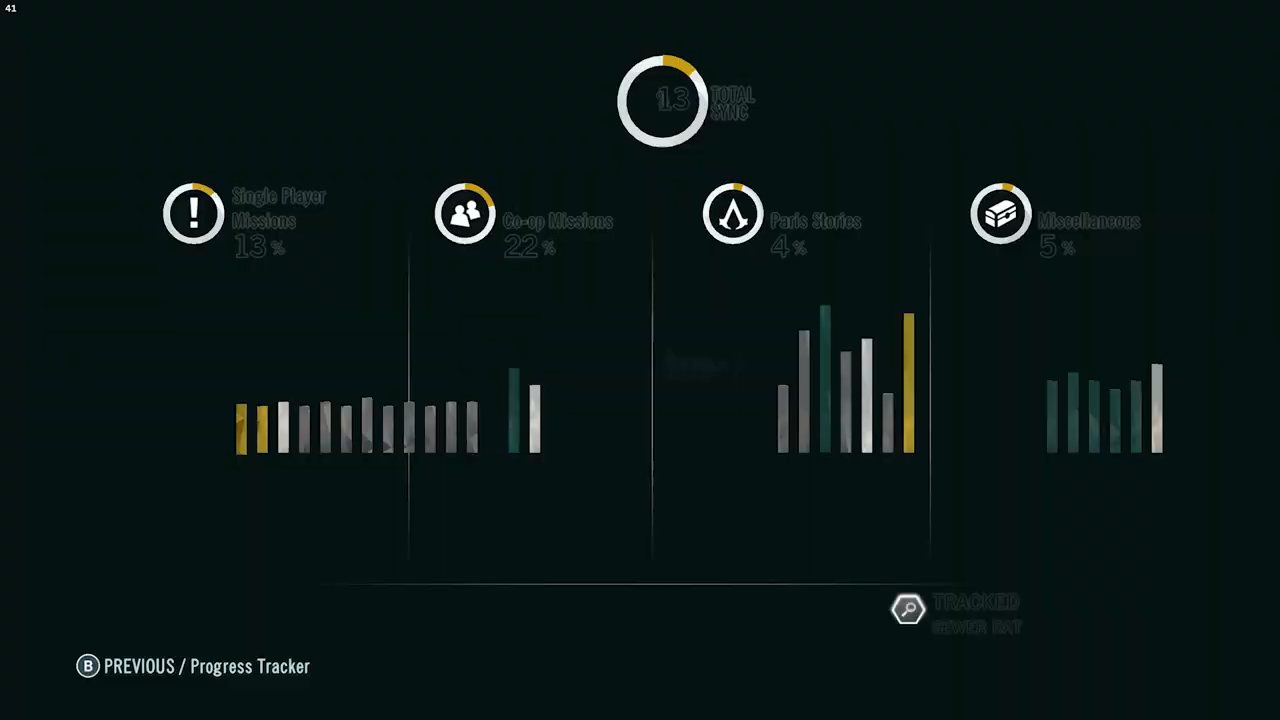 41
13
TOTAL
SYNC
Single Player
Missions
13 %
Co-op Missions
22 %
Paris Stories
4 %
Miscellaneous
5 %
TRACKED
SEWER RAT
B PREVIOUS / Progress Tracker